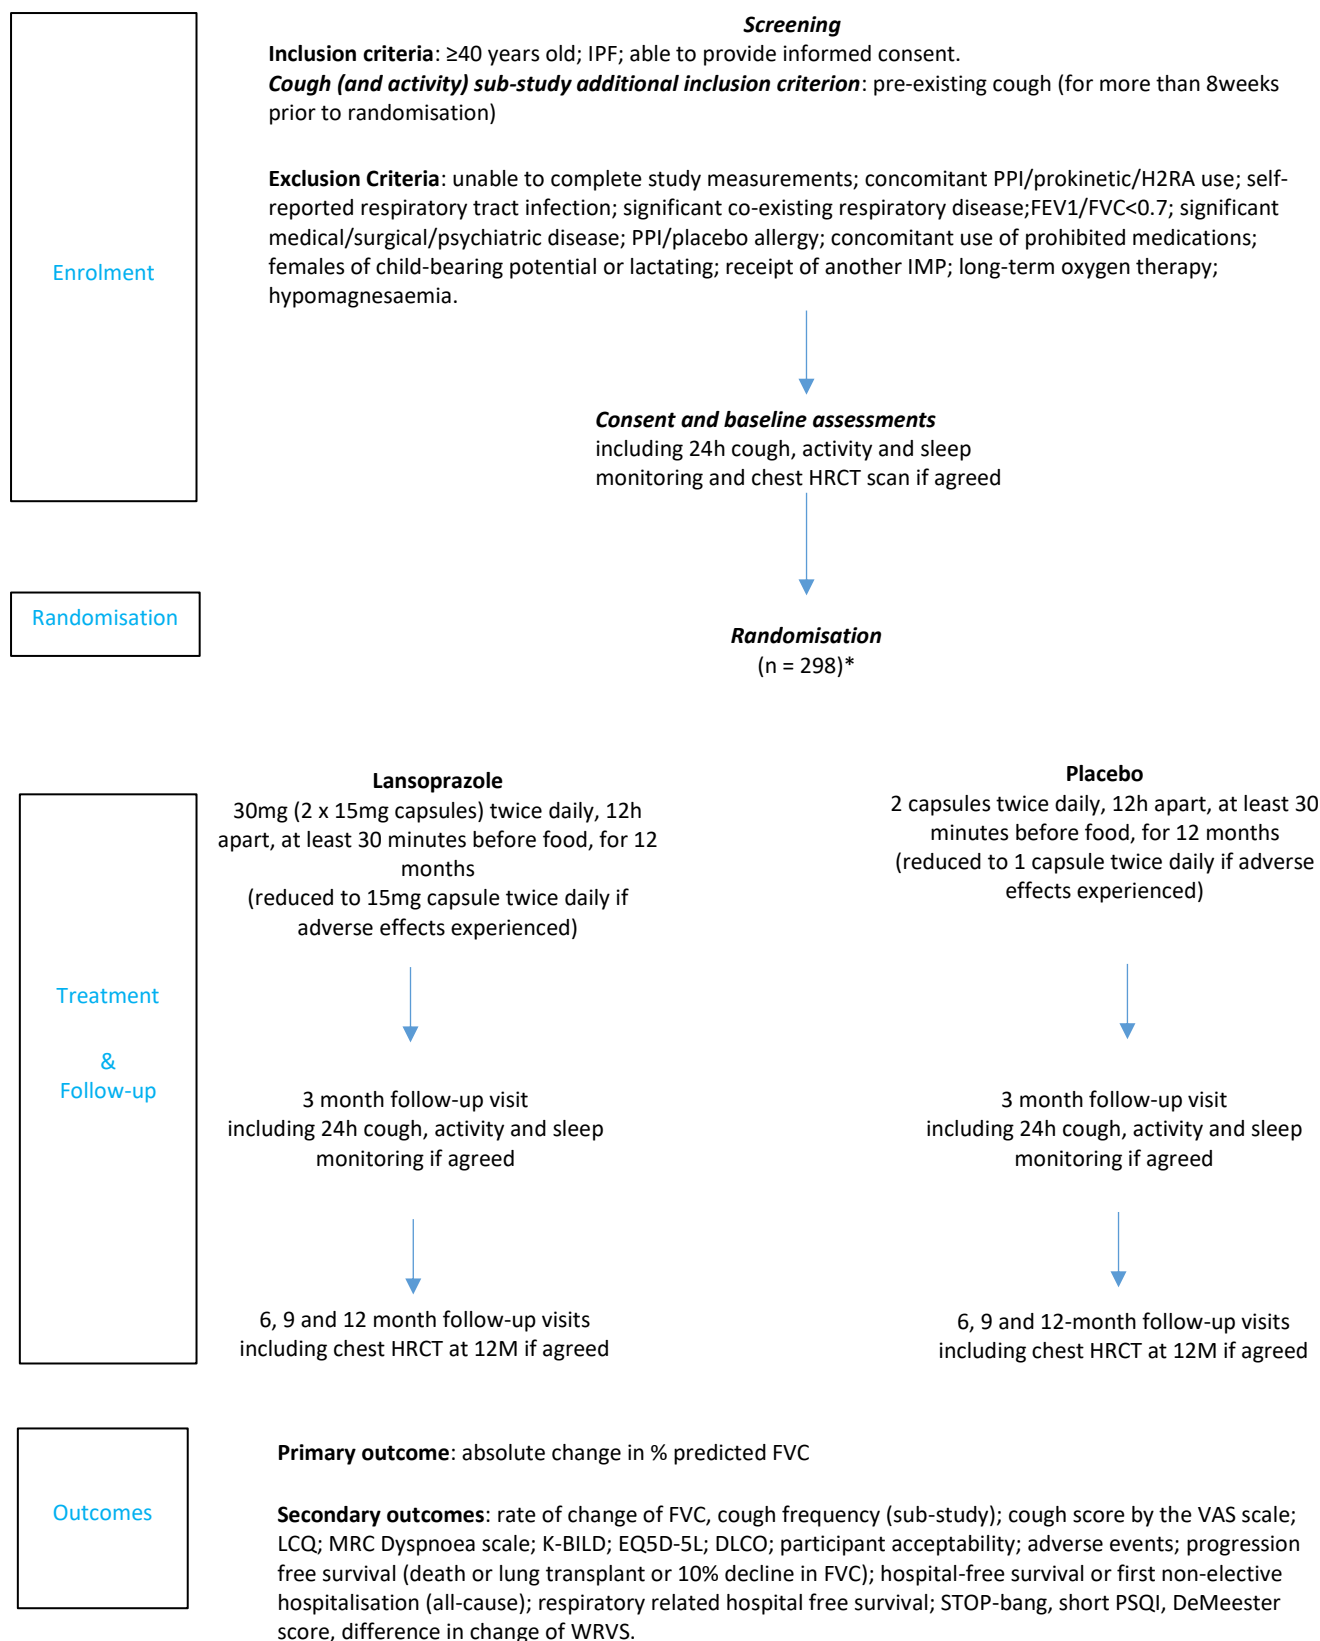 Screening
Inclusion criteria: ≥40 years old; IPF; able to provide informed consent.
Cough (and activity) sub-study additional inclusion criterion: pre-existing cough (for more than 8weeks
prior to randomisation)
Exclusion Criteria: unable to complete study measurements; concomitant PPI/prokinetic/H2RA use; self-
reported respiratory tract infection; significant co-existing respiratory disease;FEV1/FVC<0.7; significant
medical/surgical/psychiatric disease; PPI/placebo allergy; concomitant use of prohibited medications;
females of child-bearing potential or lactating; receipt of another IMP; long-term oxygen therapy;
hypomagnesaemia.
Enrolment
Consent and baseline assessments
including 24h cough, activity and sleep
monitoring and chest HRCT scan if agreed
Randomisation
Randomisation
(n = 298)*
Lansoprazole
30mg (2 x 15mg capsules) twice daily, 12h
apart, at least 30 minutes before food, for 12
months
(reduced to 15mg capsule twice daily if
adverse effects experienced)
Placebo
2 capsules twice daily, 12h apart, at least 30
minutes before food, for 12 months
(reduced to 1 capsule twice daily if adverse
effects experienced)
Treatment
&
Follow-up
3 month follow-up visit
including 24h cough, activity and sleep
monitoring if agreed
3 month follow-up visit
including 24h cough, activity and sleep
monitoring if agreed
6, 9 and 12 month follow-up visits
including chest HRCT at 12M if agreed
6, 9 and 12-month follow-up visits
including chest HRCT at 12M if agreed
Outcomes
Primary outcome: absolute change in % predicted FVC
Secondary outcomes: rate of change of FVC, cough frequency (sub-study); cough score by the VAS scale;
LCQ; MRC Dyspnoea scale; K-BILD; EQ5D-5L; DLCO; participant acceptability; adverse events; progression
free survival (death or lung transplant or 10% decline in FVC); hospital-free survival or first non-elective
hospitalisation (all-cause); respiratory related hospital free survival; STOP-bang, short PSQI, DeMeester
score, difference in change of WRVS.